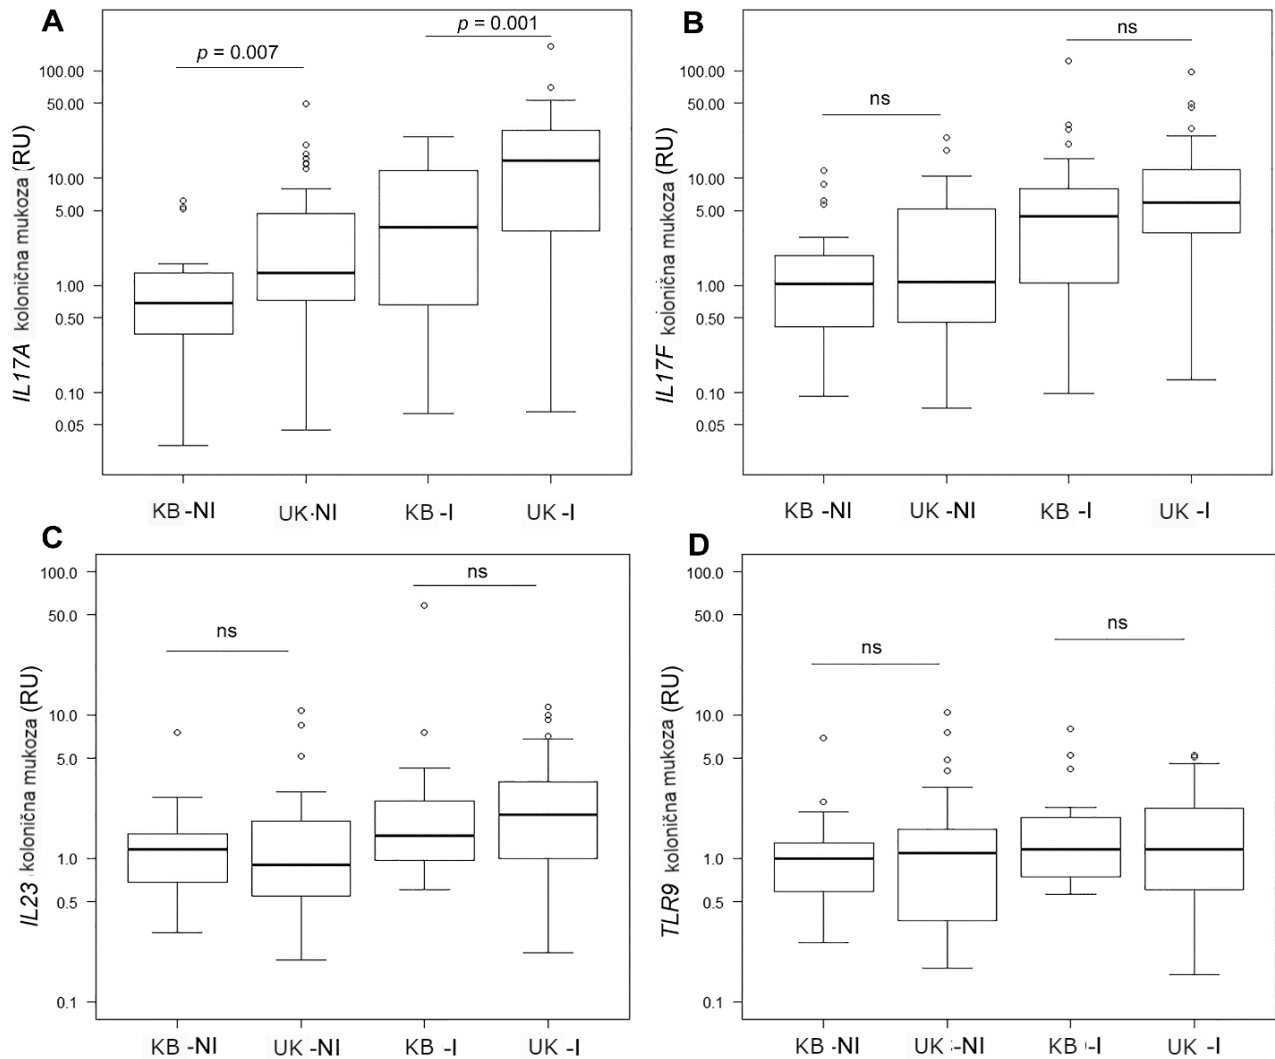 A
p = 0.007
p = 0.001
100.00
50.00
10.00
5.00
1.00
0.50
0.10
0.05
IL17A kolonična mukoza (RU)
KB -NI
UK·NI
KB -I
UK -I
B
ns
ns
100.00
50.00
10.00
5.00
1.00
0.50
0.10
0.05
IL17F kolonična mukoza (RU)
KB -NI
UK -NI
KB -I
UK -I
C
ns
ns
100.0
50.0
10.0
5.0
1.0
0.5
0.1
IL23 kolonična mukoza (RU)
KB -NI
UK -NI
KB -I
UK -I
D
ns
ns
100.0
50.0
10.0
5.0
1.0
0.5
0.1
TLR9 kolonična mukoza (RU)
KB -NI
UK -NI
KB -I
UK -I